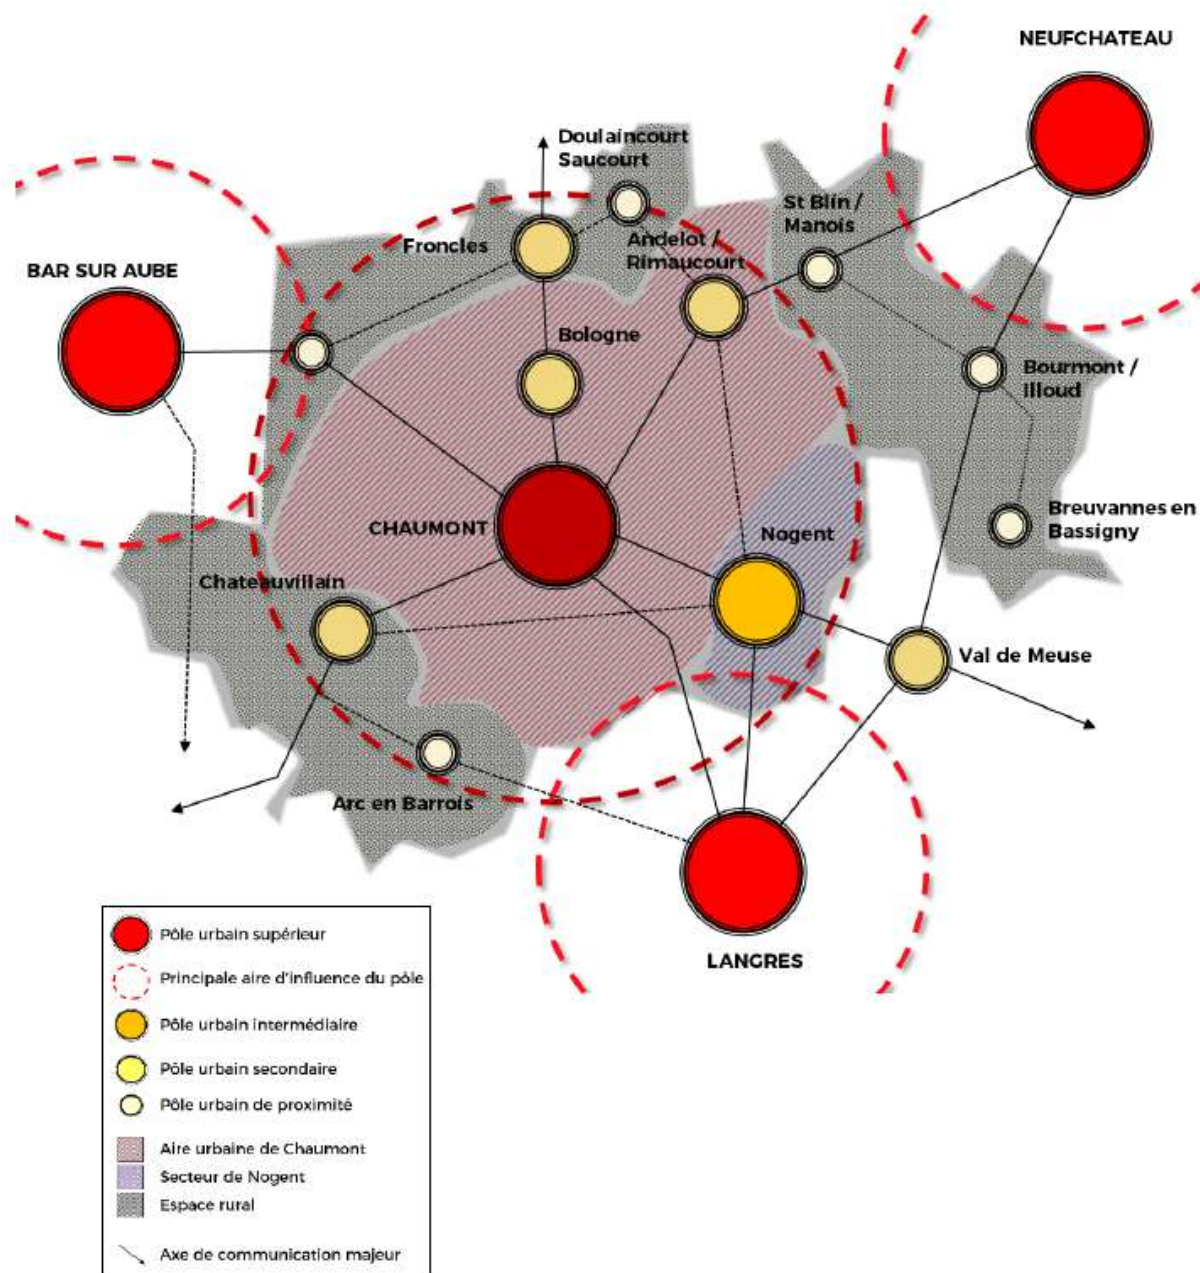 NEUFCHATEAU
Doulaincourt
Saucourt
St Blin /
Manois
Froncles
Andelot /
Rimaucourt
BAR SUR AUBE
Bologne
Bourmont /
Illoud
CHAUMONT
Nogent
Breuvannes en
Bassigny
Chateauvillain
Val de Meuse
Arc en Barrois
LANGRES
Pôle urbain supérieur
Principale aire d'influence du pôle
Pôle urbain intermédiaire
Pôle urbain secondaire
Pôle urbain de proximité
Aire urbaine de Chaumont
Secteur de Nogent
Espace rural
Axe de communication majeur